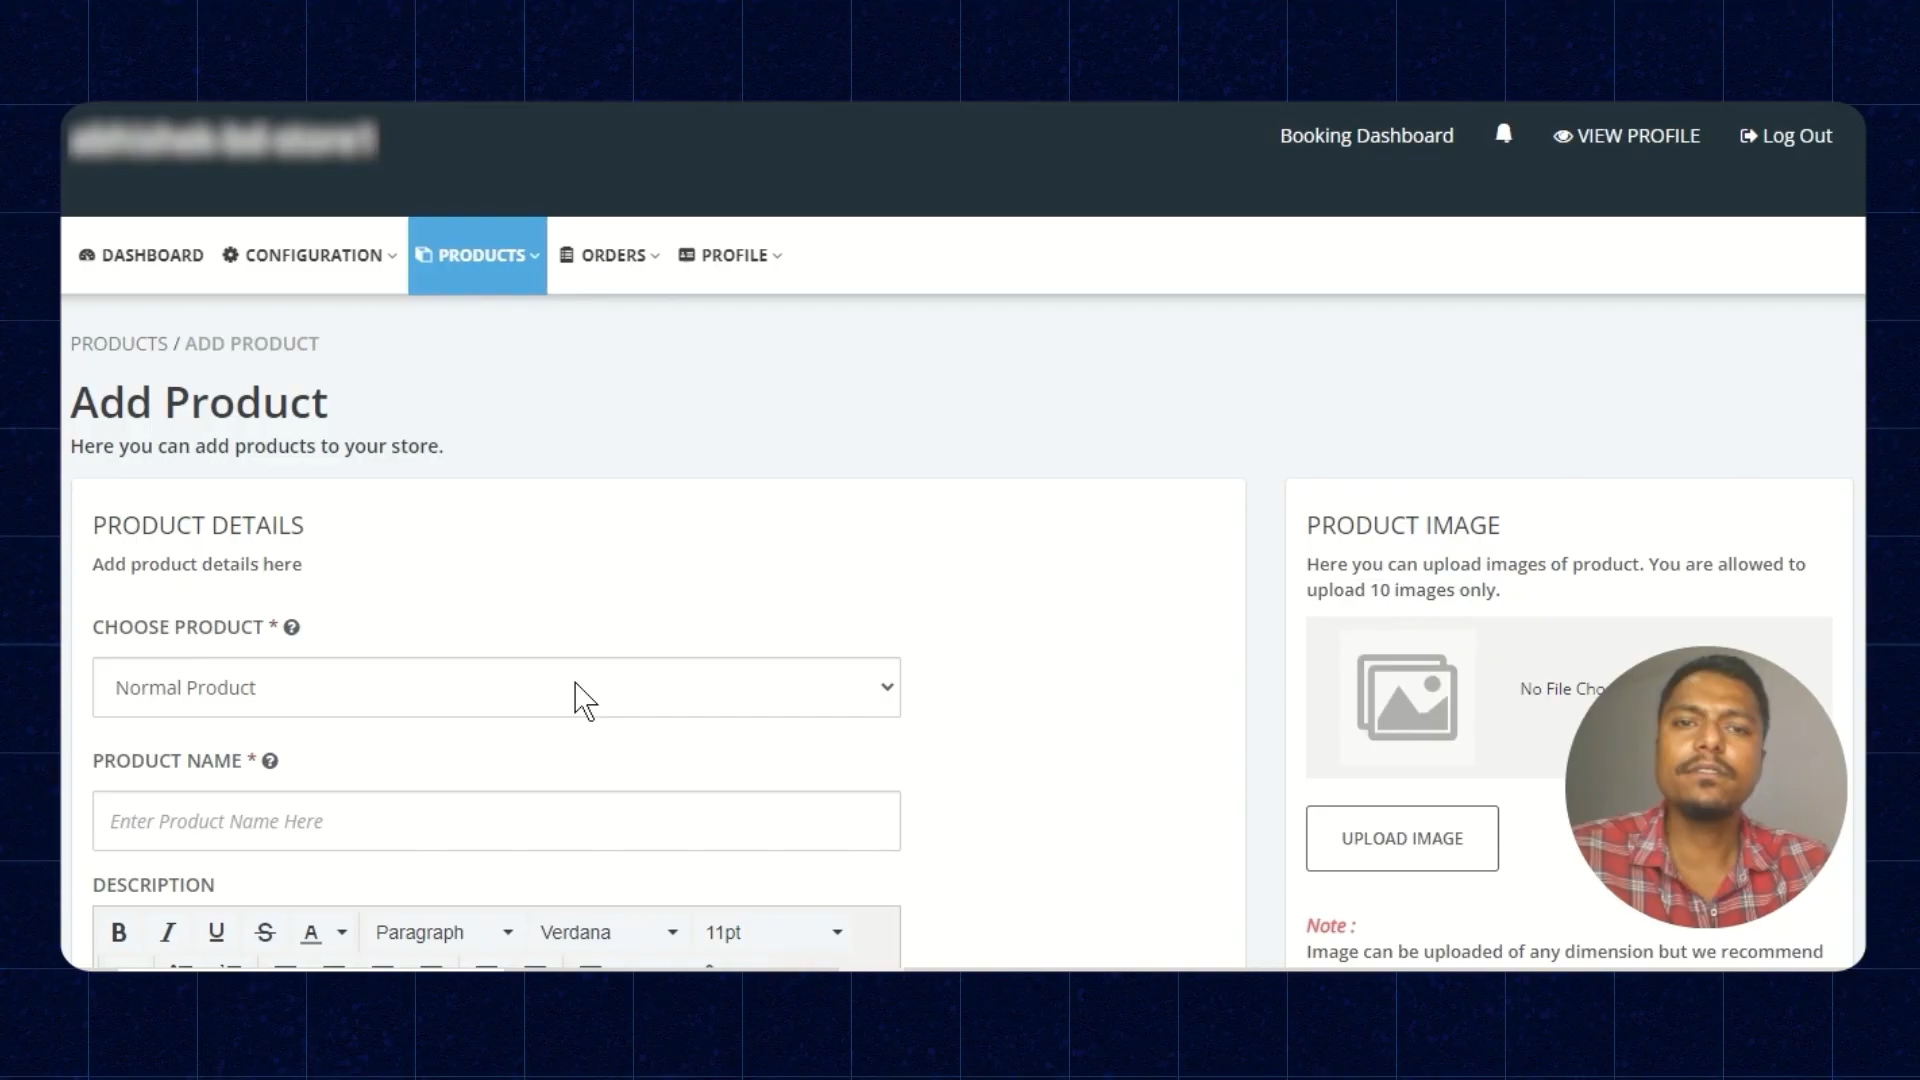 Booking Dashboard
VIEW PROFILE
Log Out
DASHBOARD
CONFIGURATION
PRODUCTS
ORDERS
PROFILE
PRODUCTS / ADD PRODUCT
Add Product
Here you can add products to your store.
PRODUCT DETAILS
Add product details here
CHOOSE PRODUCT *
Normal Product
PRODUCT NAME *
Enter Product Name Here
DESCRIPTION
B I U S A Paragraph Verdana 11pt
PRODUCT IMAGE
Here you can upload images of product. You are allowed to
upload 10 images only.
No File Cho
UPLOAD IMAGE
Note :
Image can be uploaded of any dimension but we recommend